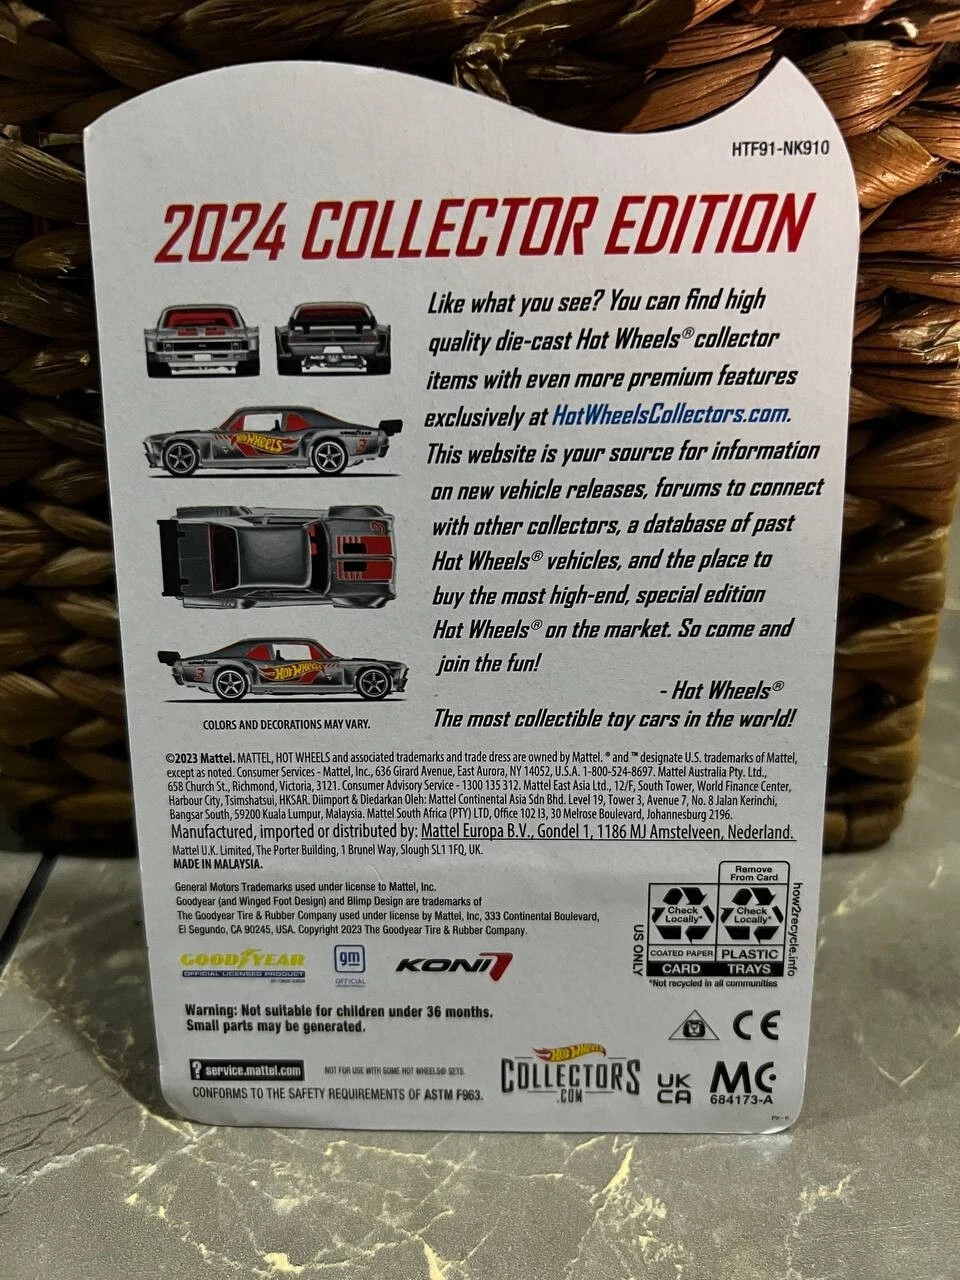 HTF91-NK910
2024 COLLECTOR EDITION
Like what you see? You can find high
quality die-cast Hot Wheels® collector
items with even more premium features
exclusively at HotWheelsCollectors.com.
This website is your source for information
on new vehicle releases, forums to connect
with other collectors, a database of past
Hot Wheels® vehicles, and the place to
buy the most high-end, special edition
Hot Wheels® on the market. So come and
join the fun!
- Hot Wheels®
The most collectible toy cars in the world!
HOT WHEELS
3
3
3
HOT WHEELS
COLORS AND DECORATIONS MAY VARY.
©2023 Mattel. MATTEL, HOT WHEELS and associated trademarks and trade dress are owned by Mattel. ® and ™ designate U.S. trademarks of Mattel,
except as noted. Consumer Services - Mattel, Inc., 636 Girard Avenue, East Aurora, NY 14052, U.S.A. 1-800-524-8697. Mattel Australia Pty. Ltd.,
658 Church St., Richmond, Victoria, 3121. Consumer Advisory Service - 1300 135 312. Mattel East Asia Ltd., 12/F, South Tower, World Finance Center,
Harbour City, Tsimshatsui, HKSAR. Diimport & Diedarkan Oleh: Mattel Continental Asia Sdn Bhd. Level 19, Tower 3, Avenue 7, No. 8 Jalan Kerinchi,
Bangsar South, 59200 Kuala Lumpur, Malaysia. Mattel South Africa (PTY) LTD, Office 102 I3, 30 Melrose Boulevard, Johannesburg 2196.
Manufactured, imported or distributed by: Mattel Europa B.V., Gondel 1, 1186 MJ Amstelveen, Nederland.
Mattel U.K. Limited, The Porter Building, 1 Brunel Way, Slough SL1 1FQ, UK.
MADE IN MALAYSIA.
General Motors Trademarks used under license to Mattel, Inc.
Goodyear (and Winged Foot Design) and Blimp Design are trademarks of
The Goodyear Tire & Rubber Company used under license by Mattel, Inc, 333 Continental Boulevard,
El Segundo, CA 90245, USA. Copyright 2023 The Goodyear Tire & Rubber Company.
GOODYEAR
OFFICIAL LICENSED PRODUCT
gm
OFFICIAL
KONI
Remove
From Card
Check
Locally*
Check
Locally*
COATED PAPER
CARD
PLASTIC
TRAYS
US ONLY
how2recycle.info
*Not recycled in all communities
Warning: Not suitable for children under 36 months.
Small parts may be generated.
CE
? service.mattel.com
NOT FOR USE WITH SOME HOT WHEELS® SETS.
CONFORMS TO THE SAFETY REQUIREMENTS OF ASTM F963.
Hot Wheels
COLLECTORS
.COM
UK
CA
MC
684173-A